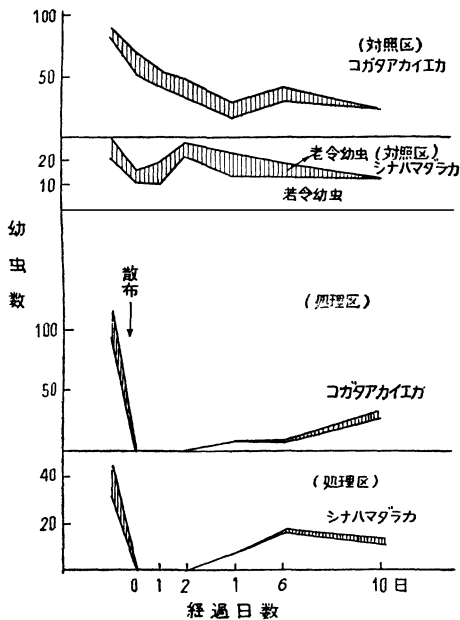 100
50
(対照区)
コガタアカイエカ
20
10
老令幼虫 (対照区)
シナハマダラカ
若令幼虫
幼虫数
散布
(処理区)
100
50
コガタアカイエカ
40
20
(処理区)
シナハマダラカ
0 1 2 1 6 10日
経過日数